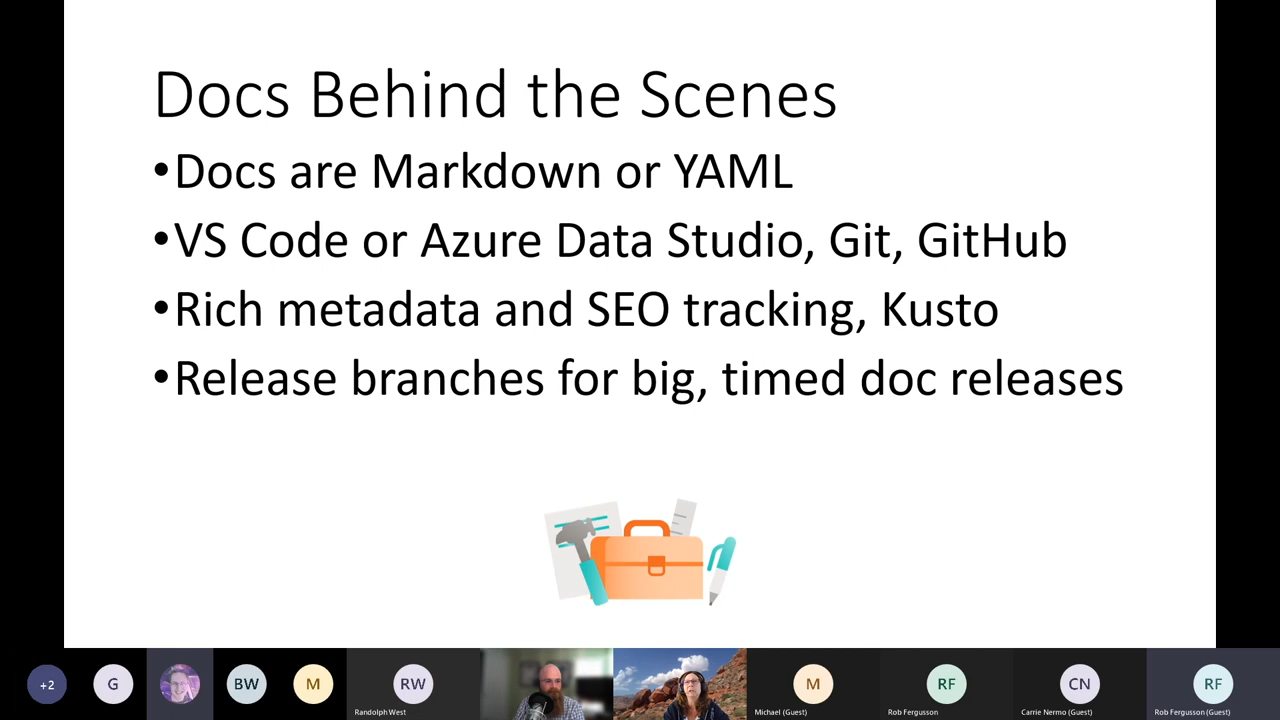 Docs Behind the Scenes
•Docs are Markdown or YAML
•VS Code or Azure Data Studio, Git, GitHub
•Rich metadata and SEO tracking, Kusto
•Release branches for big, timed doc releases
+2
G
BW
M
RW
Randolph West
M
Michael (Guest)
RF
Rob Fergusson
CN
Carrie Nermo (Guest)
RF
Rob Fergusson (Guest)